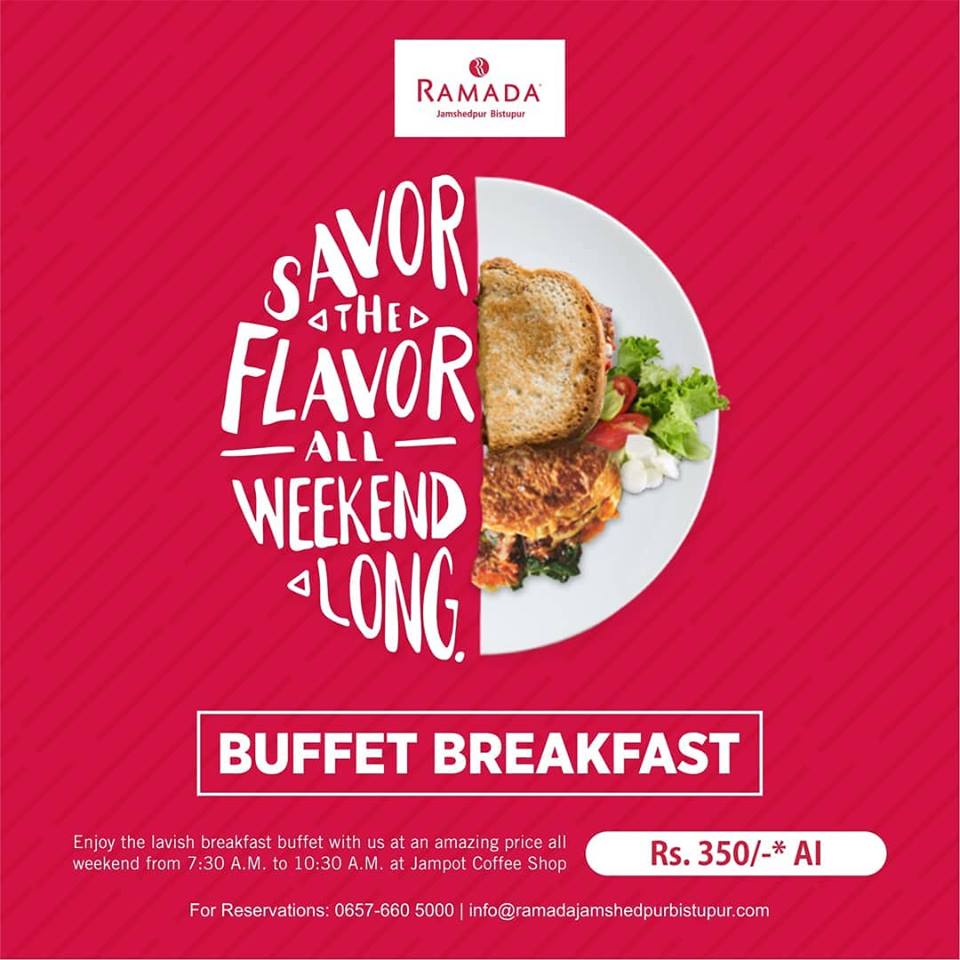 RAMADA
Jamshedpur Bistupur
SAVOR
THE
FLAVOR
ALL
WEEKEND
LONG.
BUFFET BREAKFAST
Enjoy the lavish breakfast buffet with us at an amazing price all
weekend from 7:30 A.M. to 10:30 A.M. at Jampot Coffee Shop
Rs. 350/-* AI
For Reservations: 0657-660 5000 | info@ramadajamshedpurbistupur.com